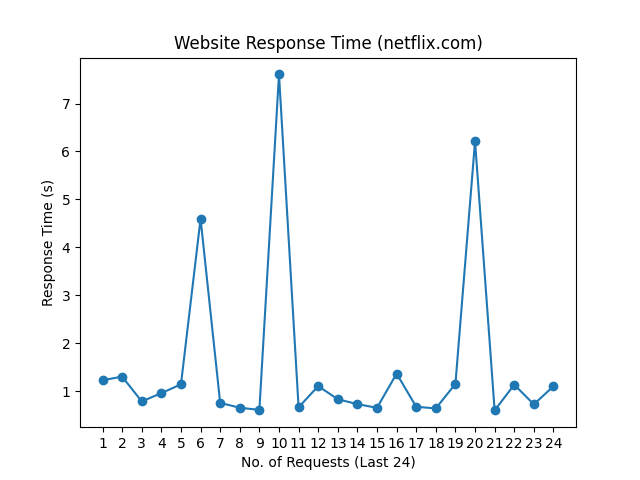 Website Response Time (netflix.com)
7
6
5
4
3
2
1
Response Time (s)
1 2 3 4 5 6 7 8 9 10 11 12 13 14 15 16 17 18 19 20 21 22 23 24
No. of Requests (Last 24)